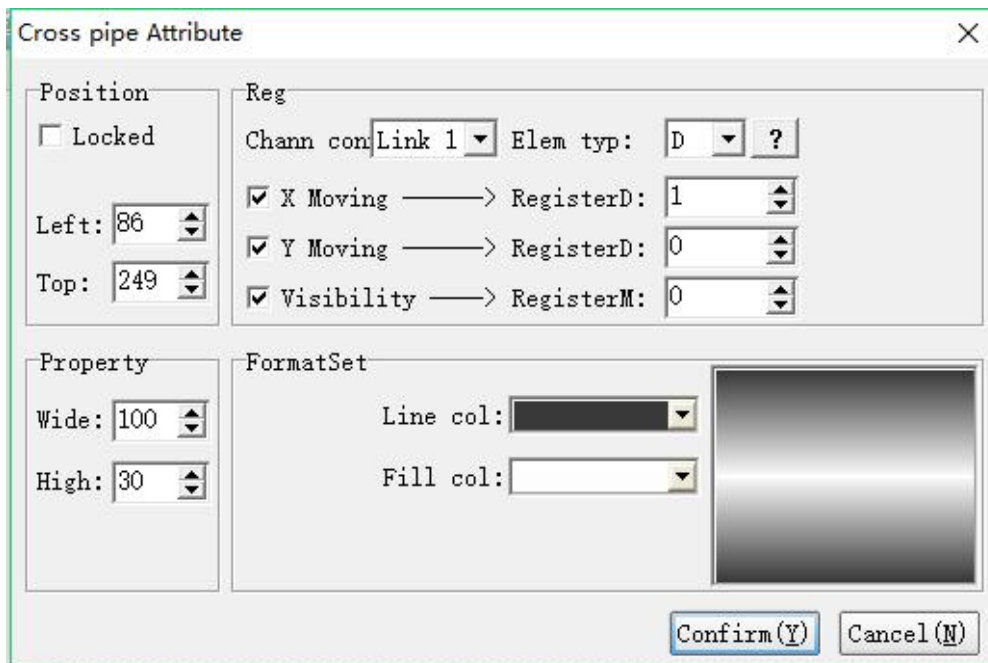 Cross pipe Attribute
Position
Locked
Left: 86
Top: 249
Reg
Chann con Link 1 Elem typ: D ?
X Moving ——> RegisterD: 1
Y Moving ——> RegisterD: 0
Visibility ——> RegisterM: 0
Property
Wide: 100
High: 30
FormatSet
Line col:
Fill col:
Confirm(Y) Cancel(N)